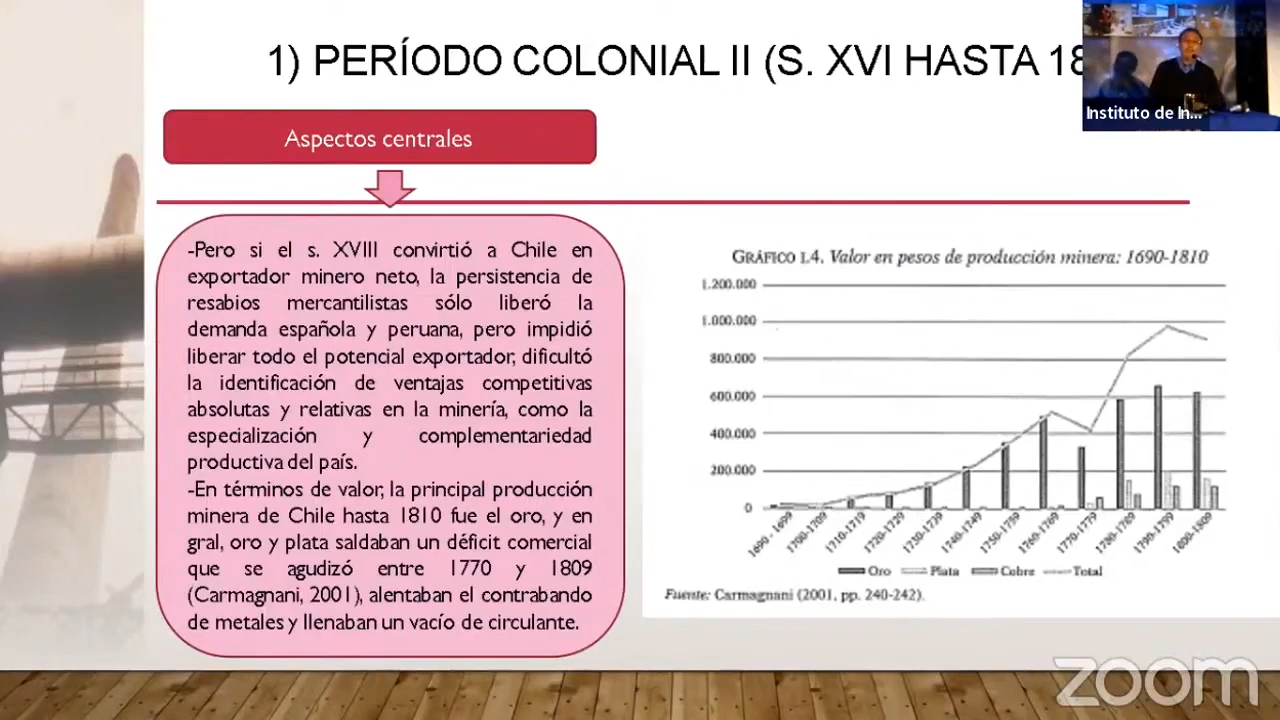 1) PERÍODO COLONIAL II (S. XVI HASTA 18
Instituto de In...
Aspectos centrales
-Pero si el s. XVIII convirtió a Chile en
exportador minero neto, la persistencia de
resabios mercantilistas sólo liberó la
demanda española y peruana, pero impidió
liberar todo el potencial exportador, dificultó
la identificación de ventajas competitivas
absolutas y relativas en la minería, como la
especialización y complementariedad
productiva del país.
-En términos de valor, la principal producción
minera de Chile hasta 1810 fue el oro, y en
gral, oro y plata saldaban un déficit comercial
que se agudizó entre 1770 y 1809
(Carmagnani, 2001), alentaban el contrabando
de metales y llenaban un vacío de circulante.
GRÁFICO I.4. Valor en pesos de producción minera: 1690-1810
1.200.000
1.000.000
800.000
600.000
400.000
200.000
0
1690 - 1699
1700-1709
1710-1719
1720-1729
1730-1739
1740-1749
1750-1759
1760-1769
1770-1779
1780-1789
1790-1799
1800-1809
Oro Plata Cobre Total
Fuente: Carmagnani (2001, pp. 240-242).
zoom